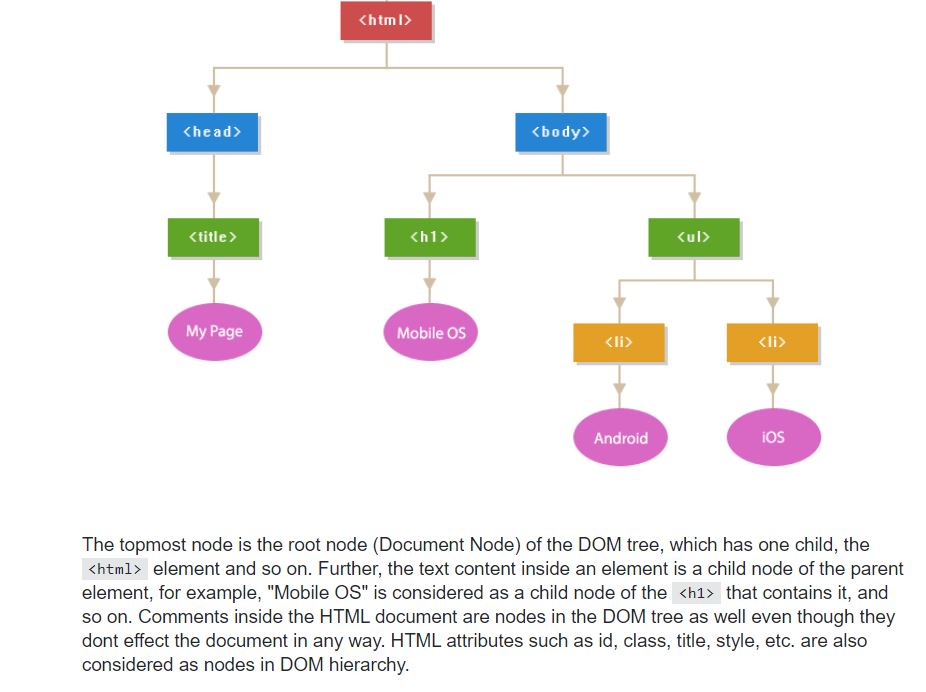 <html>
<head>
<body>
<title>
<h1>
<ul>
My Page
Mobile OS
<li>
<li>
Android
iOS
The topmost node is the root node (Document Node) of the DOM tree, which has one child, the
<html> element and so on. Further, the text content inside an element is a child node of the parent
element, for example, "Mobile OS" is considered as a child node of the <h1> that contains it, and
so on. Comments inside the HTML document are nodes in the DOM tree as well even though they
dont effect the document in any way. HTML attributes such as id, class, title, style, etc. are also
considered as nodes in DOM hierarchy.